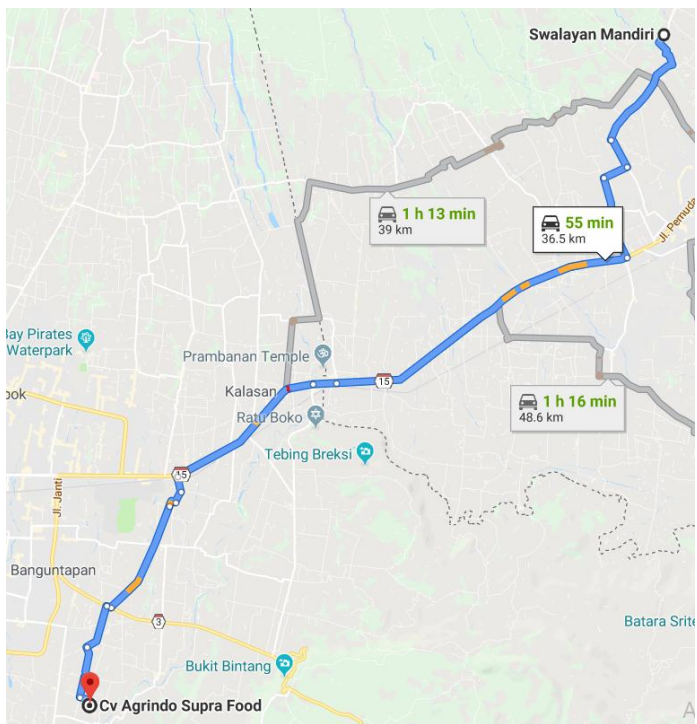 Swalayan Mandiri
1 h 13 min
39 km
55 min
36.5 km
Jl. Pemuda
Bay Pirates
Waterpark
Prambanan Temple
Kalasan
15
Ratu Boko
1 h 16 min
48.6 km
Tebing Breksi
15
Jl. Janti
Banguntapan
3
Batara Srite
Bukit Bintang
Cv Agrindo Supra Food